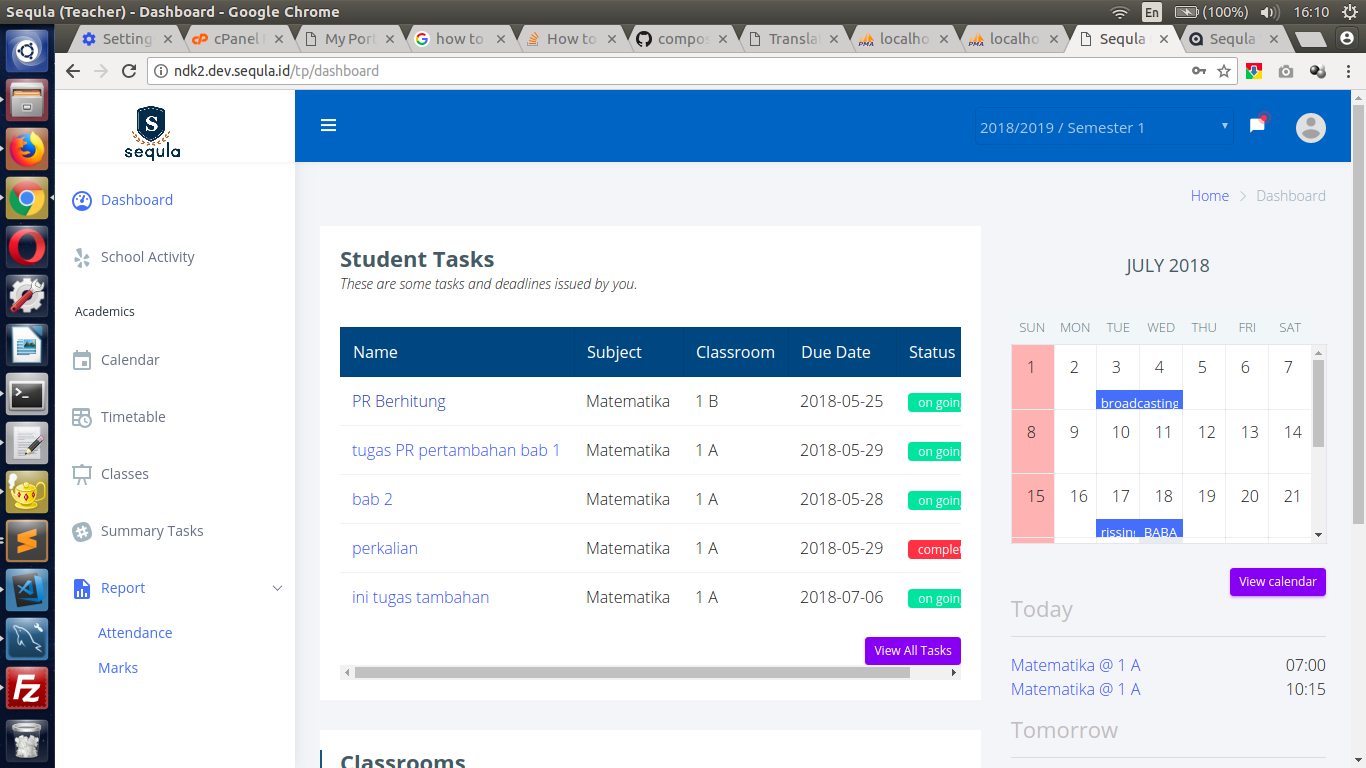 Sequla (Teacher) - Dashboard - Google Chrome
En (100%) 16:10
Setting cPanel My Port how to How to compos Translat localho localho Sequla Sequla
ndk2.dev.sequla.id/tp/dashboard
S
sequla
2018/2019 / Semester 1
Home > Dashboard
Dashboard
School Activity
Academics
Calendar
Timetable
Classes
Summary Tasks
Report
Attendance
Marks
Student Tasks
These are some tasks and deadlines issued by you.
Name Subject Classroom Due Date Status
PR Berhitung Matematika 1 B 2018-05-25 on goin
tugas PR pertambahan bab 1 Matematika 1 A 2018-05-29 on goin
bab 2 Matematika 1 A 2018-05-28 on goin
perkalian Matematika 1 A 2018-05-29 complet
ini tugas tambahan Matematika 1 A 2018-07-06 on goin
View All Tasks
Classrooms
JULY 2018
SUN MON TUE WED THU FRI SAT
1 2 3 4 5 6 7
broadcasting
8 9 10 11 12 13 14
15 16 17 18 19 20 21
rissin BABA
View calendar
Today
Matematika @ 1 A 07:00
Matematika @ 1 A 10:15
Tomorrow